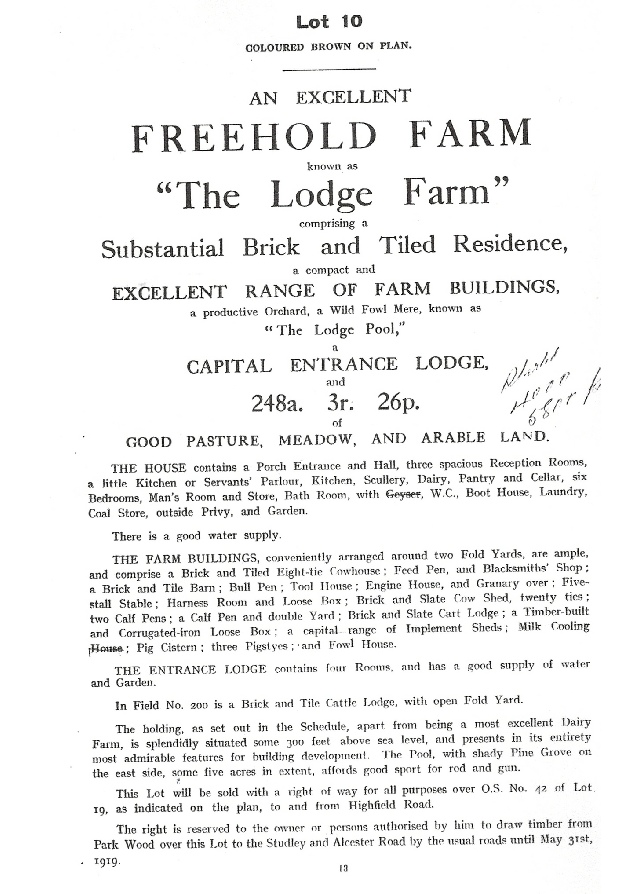 Lot 10
COLOURED BROWN ON PLAN.
AN EXCELLENT
FREEHOLD FARM
known as
“The Lodge Farm”
comprising a
Substantial Brick and Tiled Residence,
a compact and
EXCELLENT RANGE OF FARM BUILDINGS,
a productive Orchard, a Wild Fowl Mere, known as
“The Lodge Pool,”
a
CAPITAL ENTRANCE LODGE,
and
248a. 3r. 26p.
of
GOOD PASTURE, MEADOW, AND ARABLE LAND.
THE HOUSE contains a Porch Entrance and Hall, three spacious Reception Rooms,
a little Kitchen or Servants' Parlour, Kitchen, Scullery, Dairy, Pantry and Cellar, six
Bedrooms, Man's Room and Store, Bath Room, with Geyser, W.C., Boot House, Laundry,
Coal Store, outside Privy, and Garden.
There is a good water supply.
THE FARM BUILDINGS, conveniently arranged around two Fold Yards, are ample,
and comprise a Brick and Tiled Eight-tie Cowhouse; Feed Pen, and Blacksmiths' Shop;
a Brick and Tile Barn; Bull Pen; Tool House; Engine House, and Granary over; Five-
stall Stable; Harness Room and Loose Box; Brick and Slate Cow Shed, twenty ties;
two Calf Pens; a Calf Pen and double Yard; Brick and Slate Cart Lodge; a Timber-built
and Corrugated-iron Loose Box; a capital range of Implement Sheds; Milk Cooling
House; Pig Cistern; three Pigstyes; and Fowl House.
THE ENTRANCE LODGE contains four Rooms, and has a good supply of water
and Garden.
In Field No. 200 is a Brick and Tile Cattle Lodge, with open Fold Yard.
The holding, as set out in the Schedule, apart from being a most excellent Dairy
Farm, is splendidly situated some 300 feet above sea level, and presents in its entirety
most admirable features for building development. The Pool, with shady Pine Grove on
the east side, some five acres in extent, affords good sport for rod and gun.
This Lot will be sold with a right of way for all purposes over O.S. No. 42 of Lot
19, as indicated on the plan, to and from Highfield Road.
The right is reserved to the owner or persons authorised by him to draw timber from
Park Wood over this Lot to the Studley and Alcester Road by the usual roads until May 31st,
1919.
13